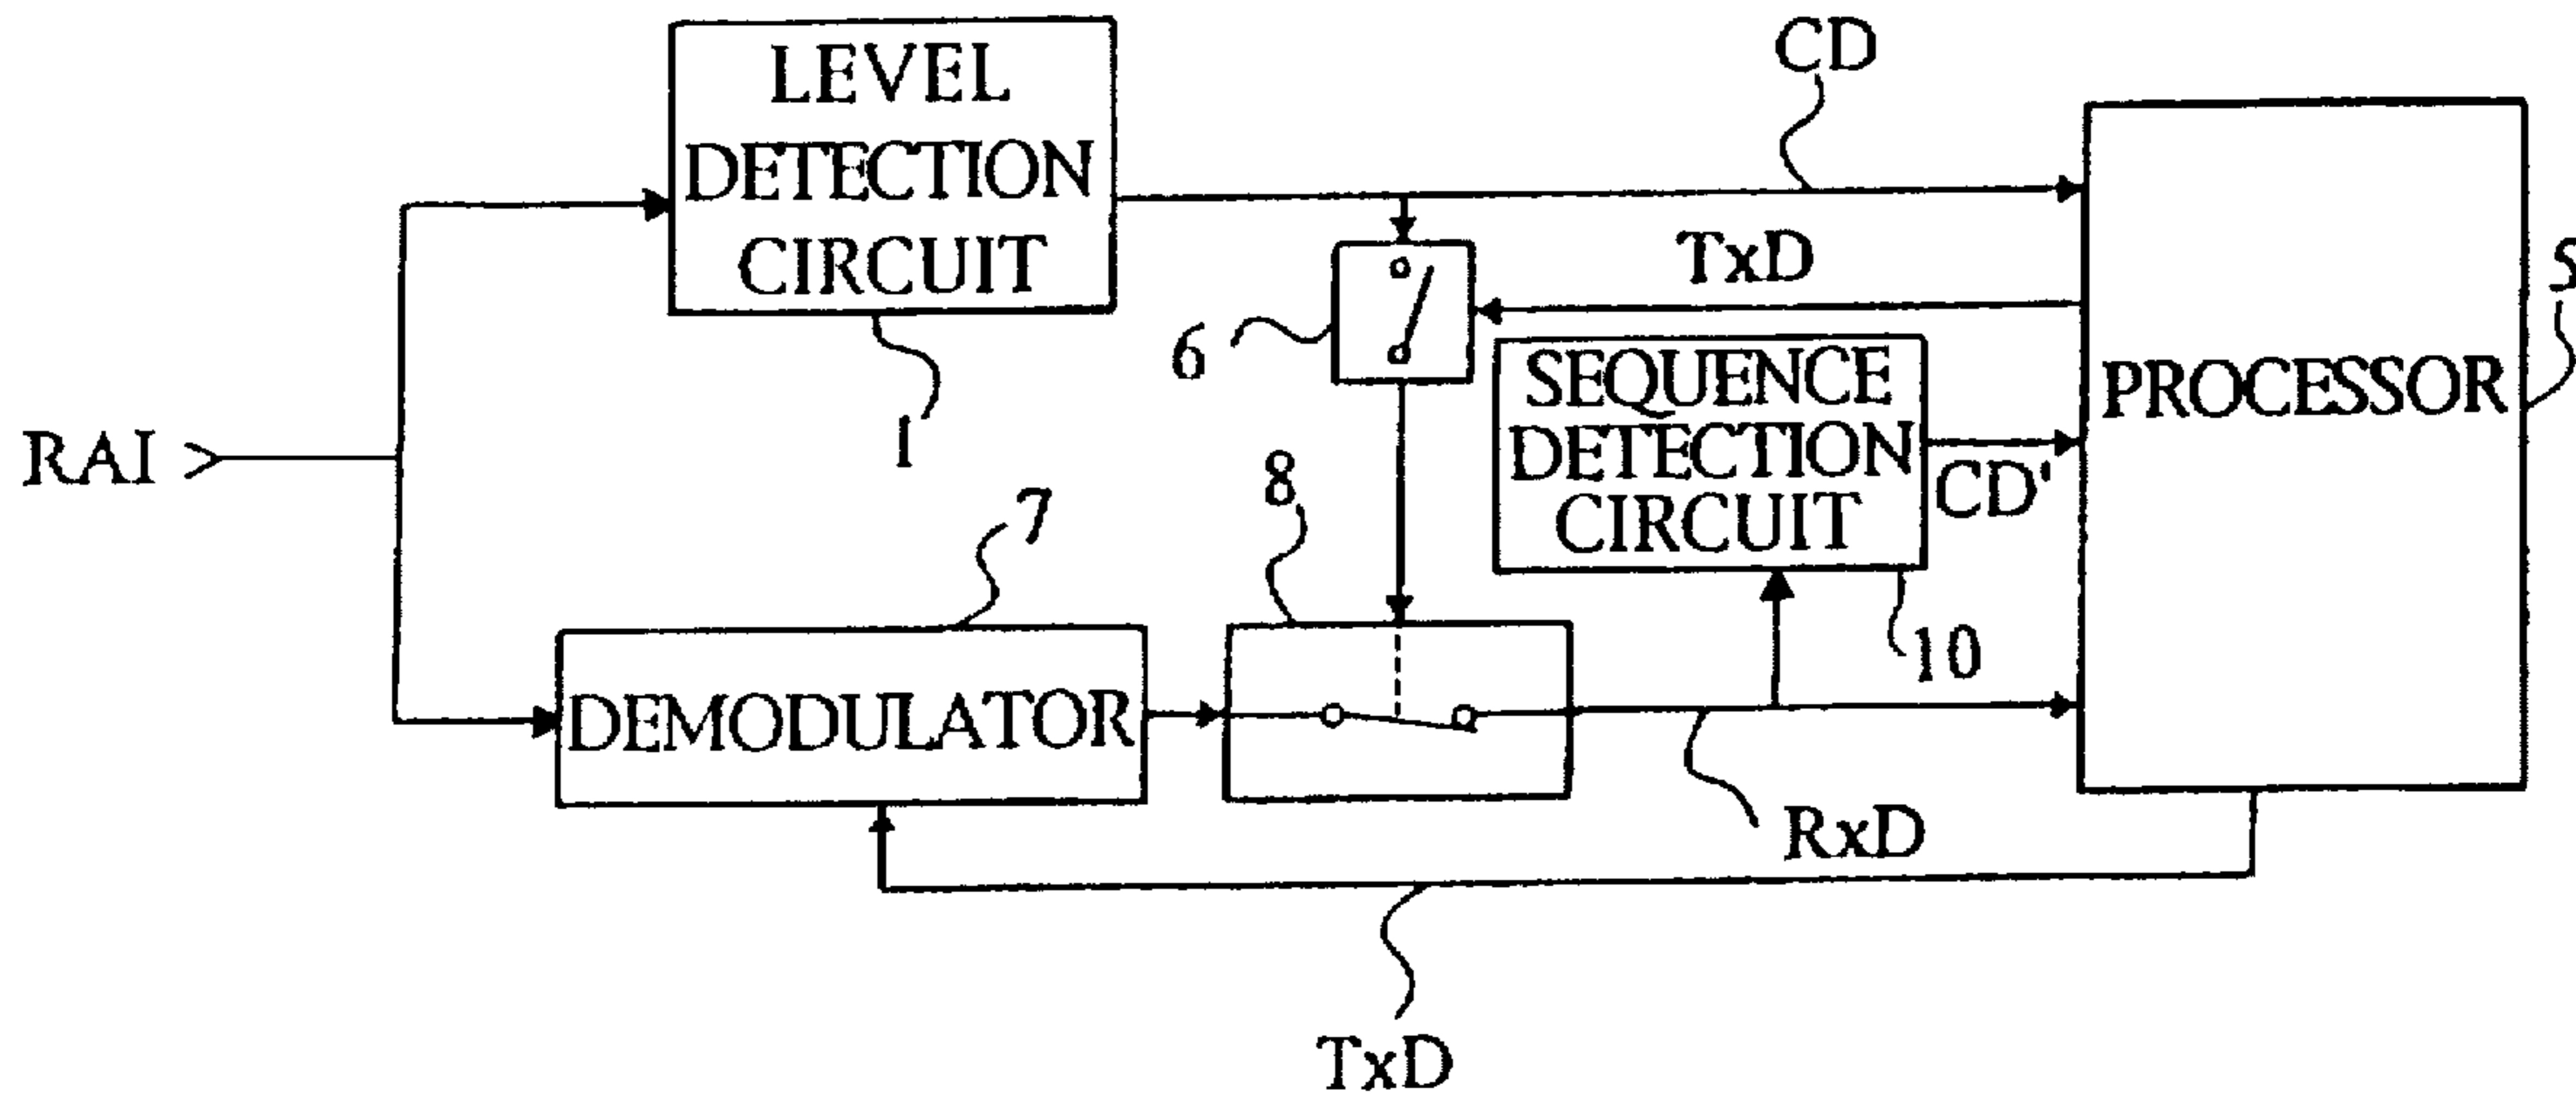 LEVEL
DETECTION
CIRCUIT
CD
TxD
5
6
1
SEQUENCE
DETECTION
CIRCUIT
PROCESSOR
CD'
RAI
7
8
10
DEMODULATOR
RxD
TxD